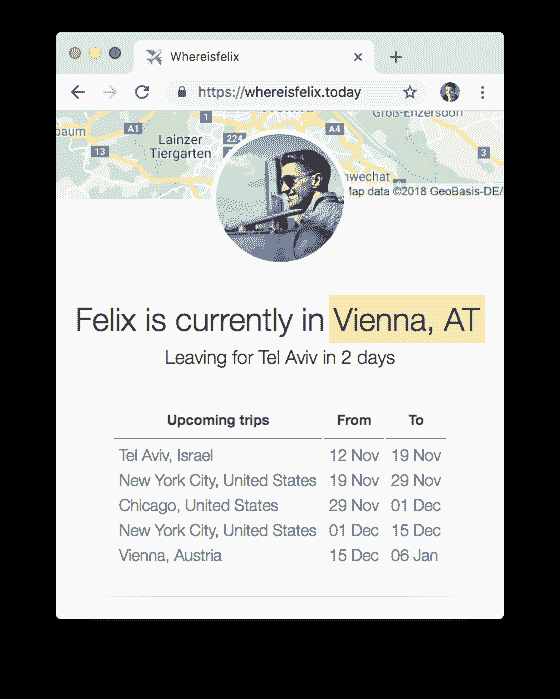 Whereisfelix
https://whereisfelix.today
baum
A1
Lainzer
Tiergarten
224
1
A4
13
3
Groß-Enzersdorf
nwechat
Map data ©2018 GeoBasis-DE/
Felix is currently in Vienna, AT
Leaving for Tel Aviv in 2 days
Upcoming trips From To
Tel Aviv, Israel 12 Nov 19 Nov
New York City, United States 19 Nov 29 Nov
Chicago, United States 29 Nov 01 Dec
New York City, United States 01 Dec 15 Dec
Vienna, Austria 15 Dec 06 Jan